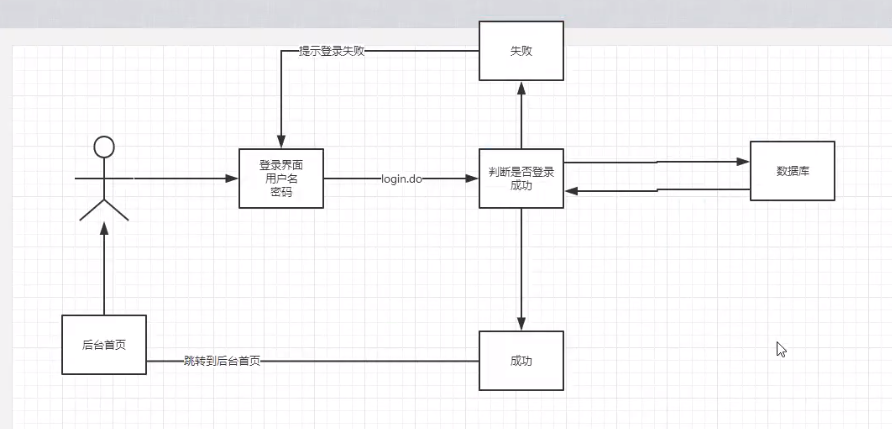 失败
提示登录失败
登录界面
用户名
密码
login.do
判断是否登录
成功
数据库
后台首页
跳转到后台首页
成功